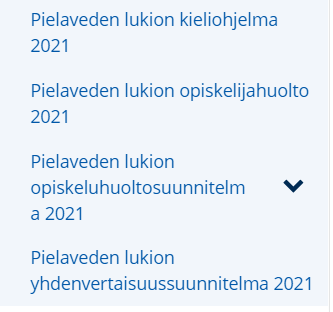 Pielaveden lukion kieliohjelma
2021
Pielaveden lukion opiskelijahuolto
2021
Pielaveden lukion
opiskeluhuoltosuunnitelm
a 2021
Pielaveden lukion
yhdenvertaisuussuunnitelma 2021